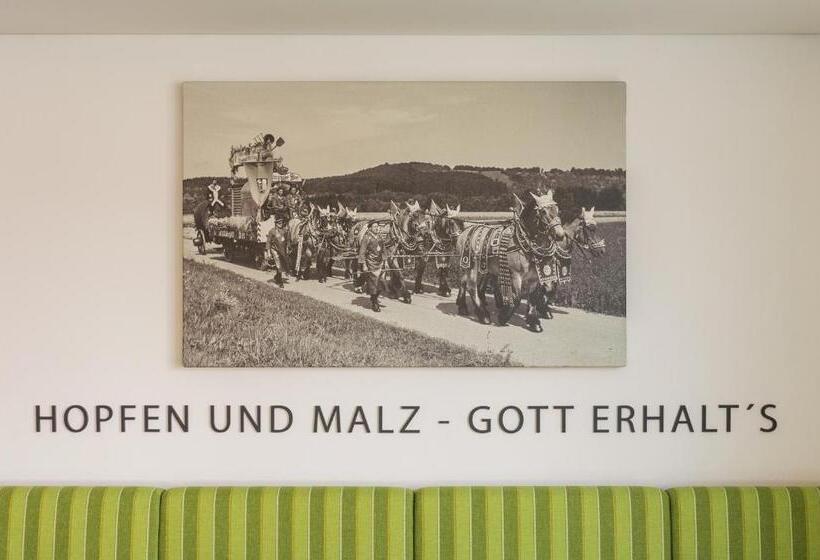 HOPFEN UND MALZ - GOTT ERHALT´S